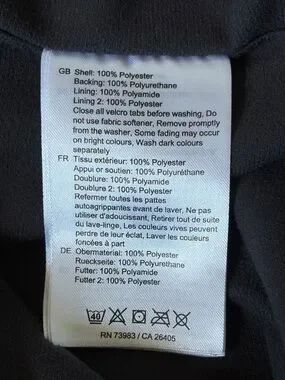 GB Shell: 100% Polyester
Backing: 100% Polyurethane
Lining: 100% Polyamide
Lining 2: 100% Polyester
Close all velcro tabs before washing, Do
not use fabric softener, Remove promptly
from the washer, Some fading may occur
on bright colours, Wash dark colours
separately
FR Tissu extérieur: 100% Polyester
Appui or soutien: 100% Polyuréthane
Doublure: 100% Polyamide
Doublure 2: 100% Polyester
Refermer toutes les pattes
autoagrippantes avant de laver, Ne pas
utiliser d'adoucissant, Retirer tout de suite
du lave-linge, Les couleurs vives peuvent
perdre de leur éclat, Laver les couleurs
foncées à part
DE Obermaterial: 100% Polyester
Rueckseite: 100% Polyurethane
Futter: 100% Polyamide
Futter 2: 100% Polyester
40
RN 73983 / CA 26405